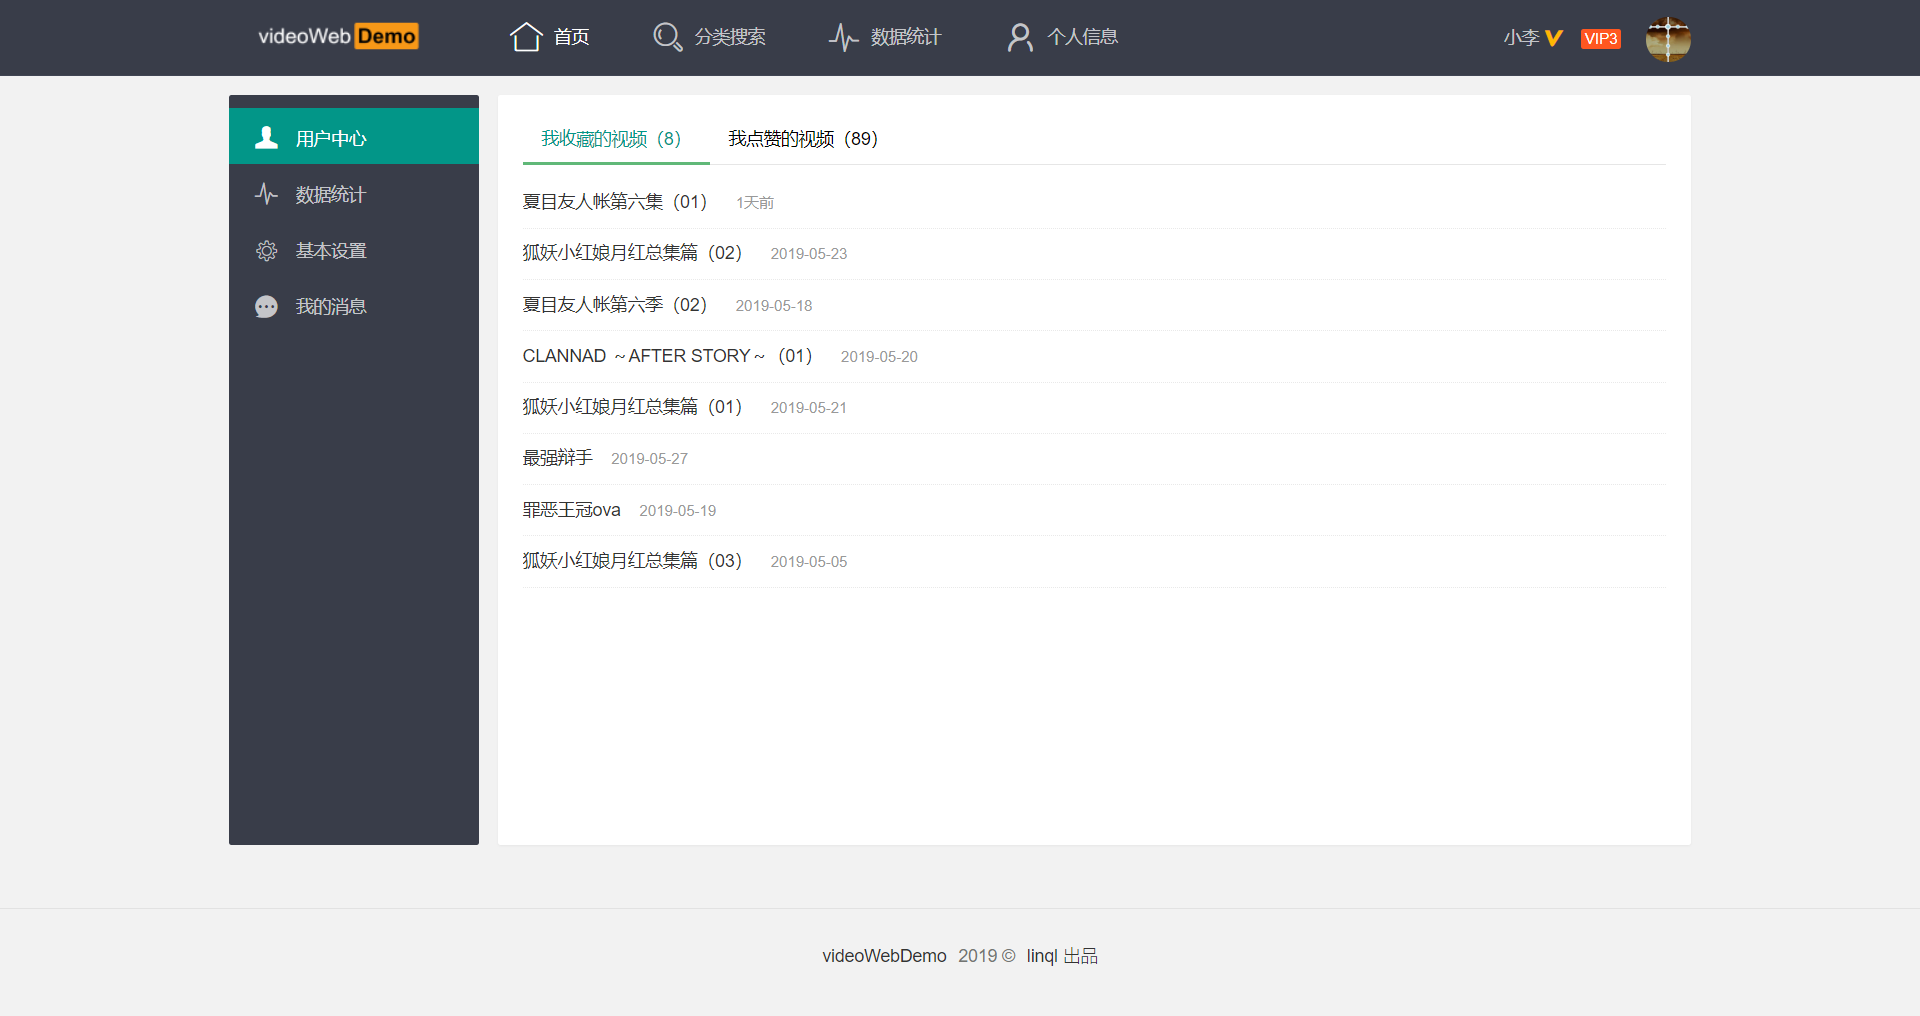 videoWeb Demo
首页
分类搜索
数据统计
个人信息
小李 VIP3
用户中心
数据统计
基本设置
我的消息
我收藏的视频（8） 我点赞的视频（89）
夏目友人帐第六集（01） 1天前
狐妖小红娘月红总集篇（02） 2019-05-23
夏目友人帐第六季（02） 2019-05-18
CLANNAD ～AFTER STORY～（01） 2019-05-20
狐妖小红娘月红总集篇（01） 2019-05-21
最强辩手 2019-05-27
罪恶王冠ova 2019-05-19
狐妖小红娘月红总集篇（03） 2019-05-05
videoWebDemo 2019 © linql 出品